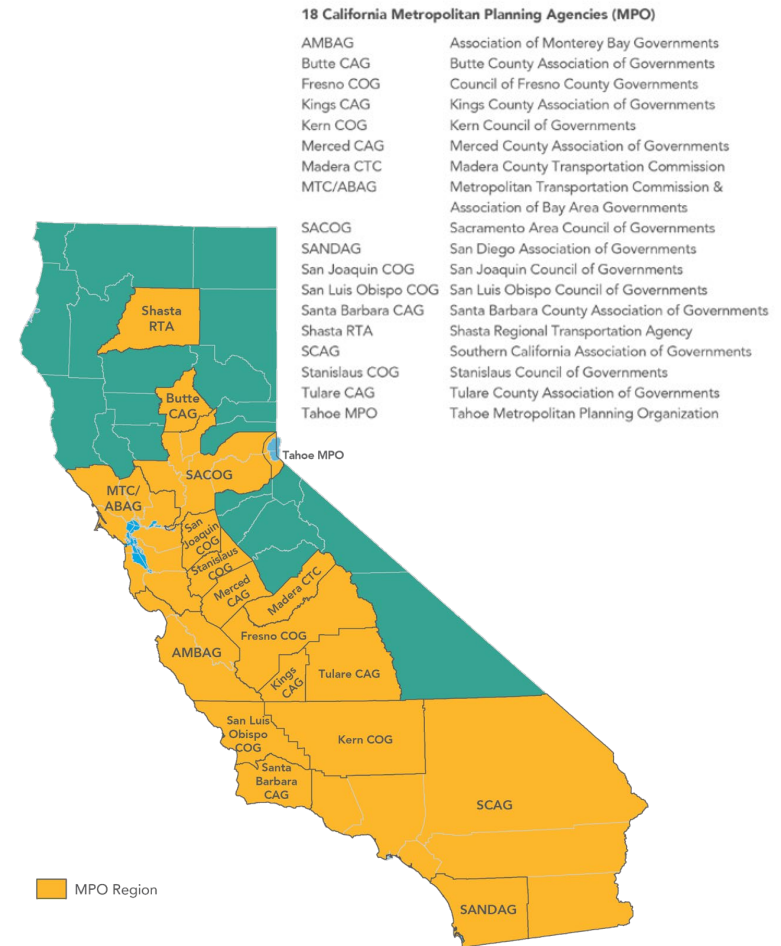 18 California Metropolitan Planning Agencies (MPO)
AMBAG Association of Monterey Bay Governments
Butte CAG Butte County Association of Governments
Fresno COG Council of Fresno County Governments
Kings CAG Kings County Association of Governments
Kern COG Kern Council of Governments
Merced CAG Merced County Association of Governments
Madera CTC Madera County Transportation Commission
MTC/ABAG Metropolitan Transportation Commission &
Association of Bay Area Governments
SACOG Sacramento Area Council of Governments
SANDAG San Diego Association of Governments
San Joaquin COG San Joaquin Council of Governments
San Luis Obispo COG San Luis Obispo Council of Governments
Santa Barbara CAG Santa Barbara County Association of Governments
Shasta RTA Shasta Regional Transportation Agency
SCAG Southern California Association of Governments
Stanislaus COG Stanislaus Council of Governments
Tulare CAG Tulare County Association of Governments
Tahoe MPO Tahoe Metropolitan Planning Organization
Shasta
RTA
Butte
CAG
Tahoe MPO
SACOG
MTC/
ABAG
San
Joaquin
COG
Stanislaus
COG
Merced
CAG
Madera CTC
Fresno COG
AMBAG
Kings
CAG
Tulare CAG
San Luis
Obispo
COG
Kern COG
Santa
Barbara
CAG
SCAG
MPO Region
SANDAG